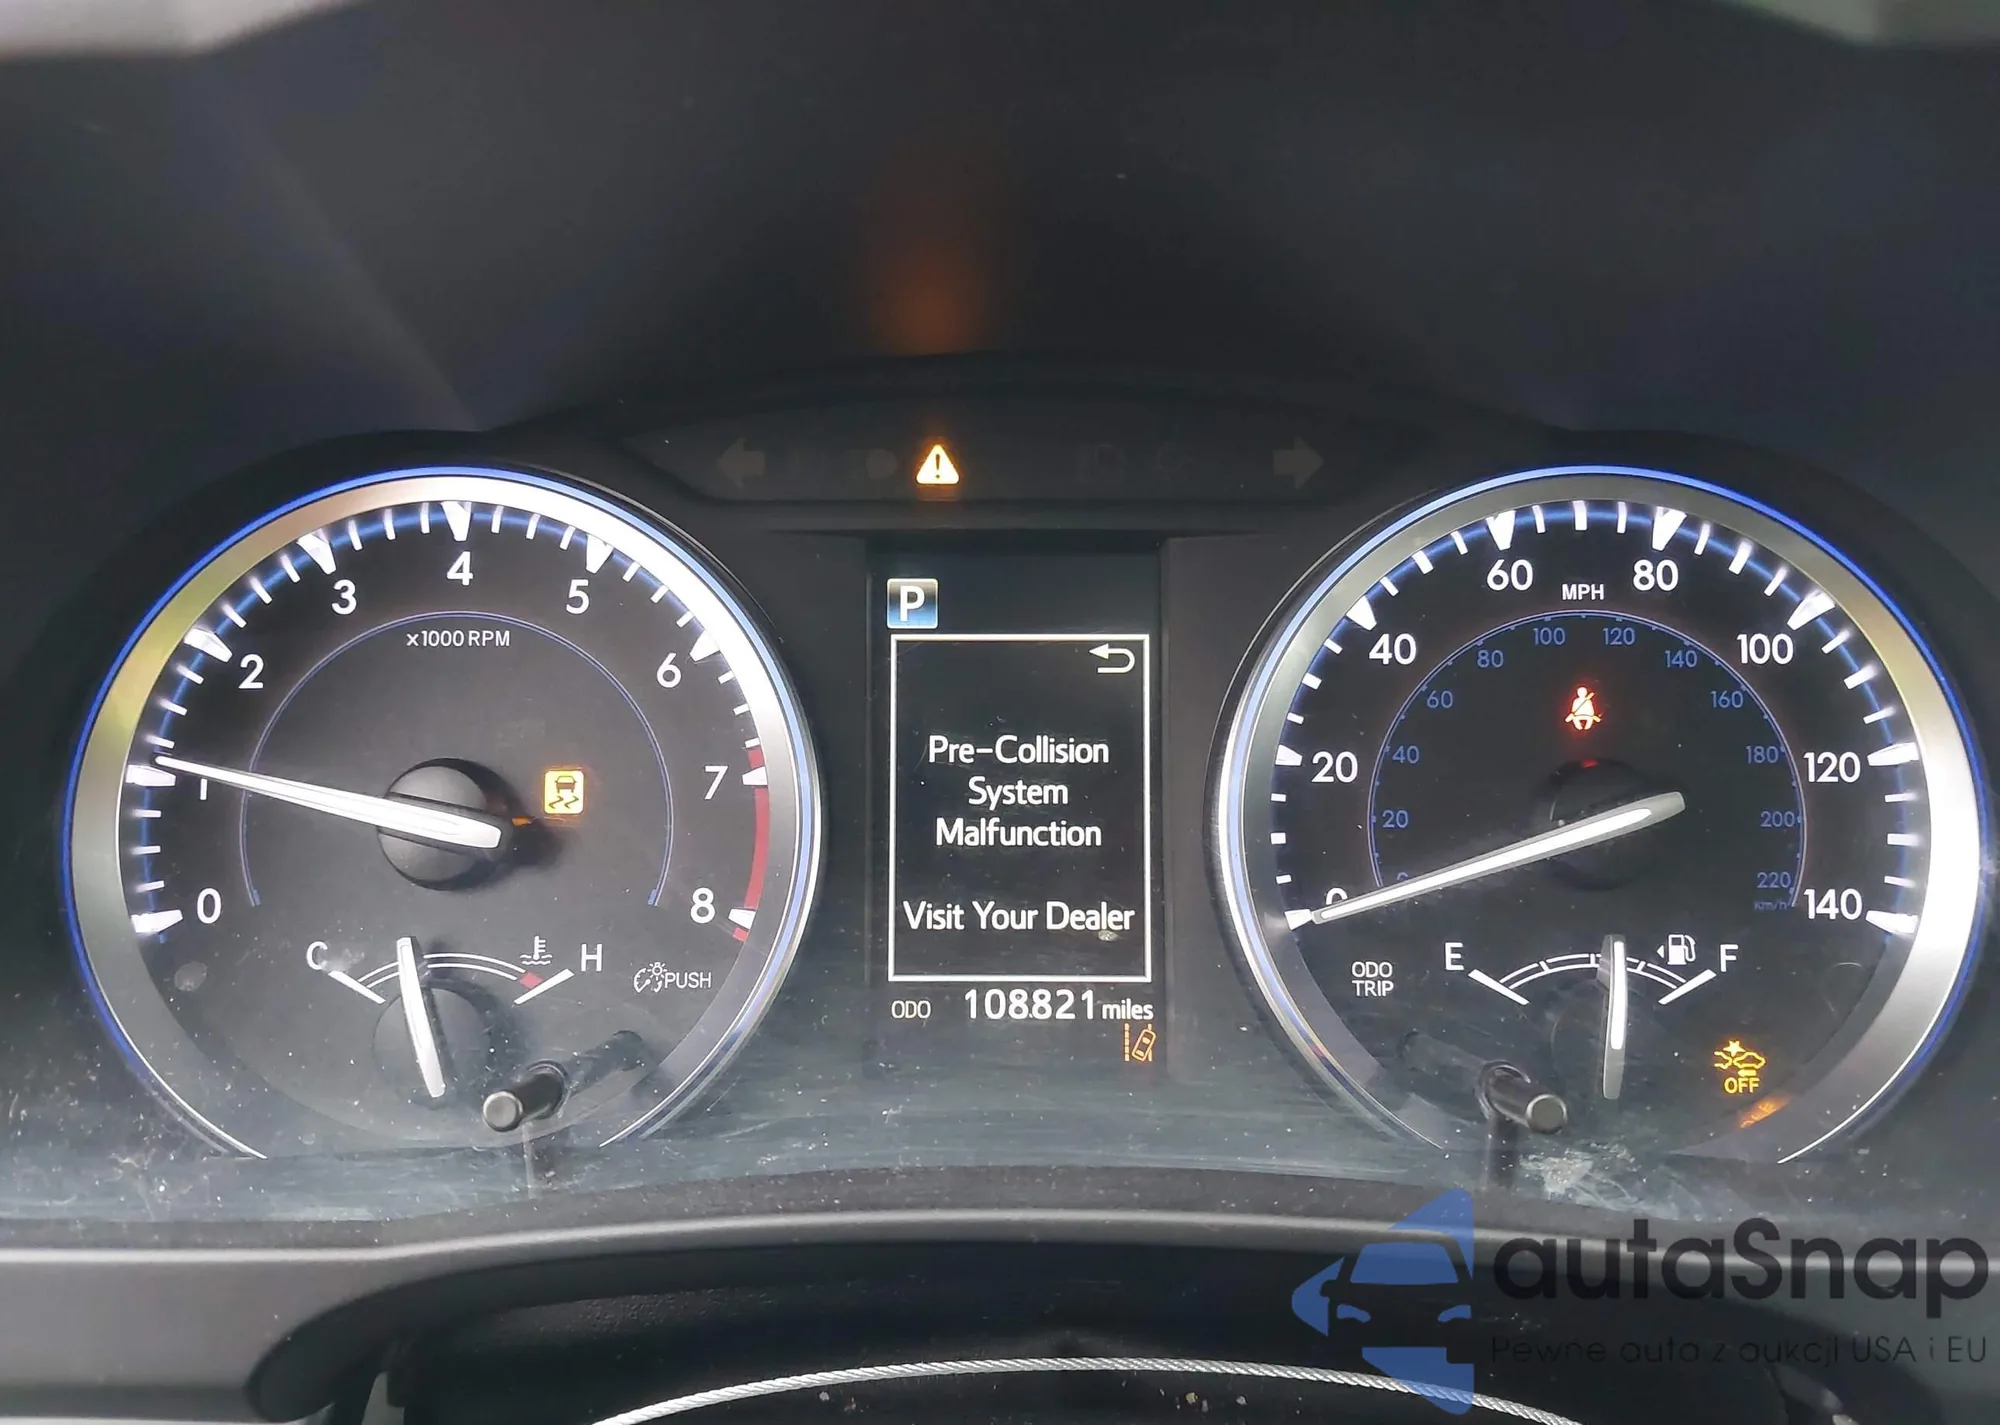 4
3
5
2
6
x1000 RPM
1
7
0
8
C
H
PUSH
P
Pre-Collision
System
Malfunction
Visit Your Dealer
ODO 108821 miles
60
80
MPH
40
100
100
120
80
140
60
160
20
40
180
120
20
200
0
220
km/h
140
ODO
TRIP
E
F
OFF
autaSnap
Pewne auta z aukcji USA i EU